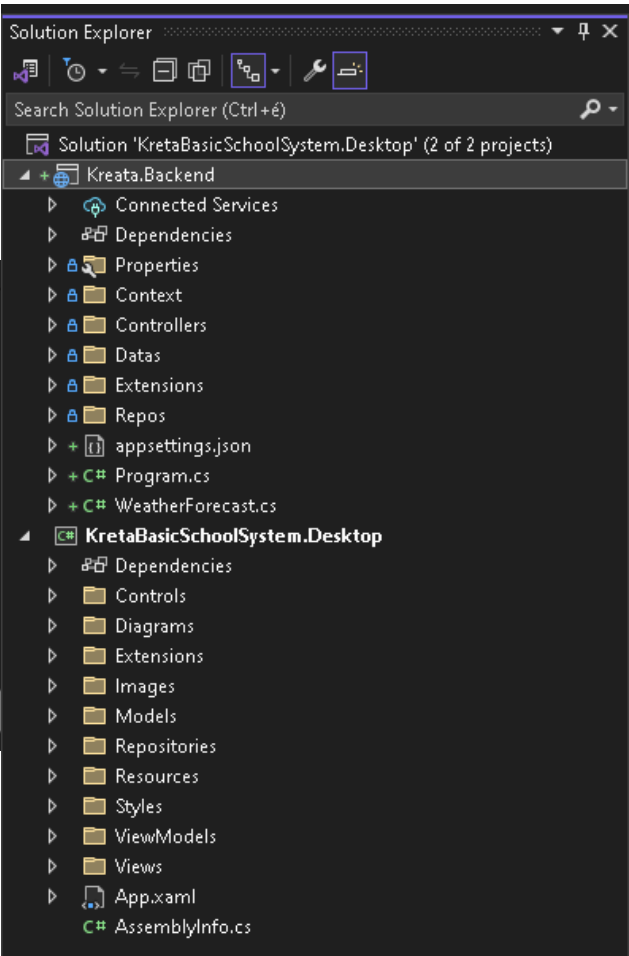 Solution Explorer
Search Solution Explorer (Ctrl+é)
Solution 'KretaBasicSchoolSystem.Desktop' (2 of 2 projects)
Kreata.Backend
Connected Services
Dependencies
Properties
Context
Controllers
Datas
Extensions
Repos
appsettings.json
C# Program.cs
C# WeatherForecast.cs
C# KretaBasicSchoolSystem.Desktop
Dependencies
Controls
Diagrams
Extensions
Images
Models
Repositories
Resources
Styles
ViewModels
Views
App.xaml
C# AssemblyInfo.cs